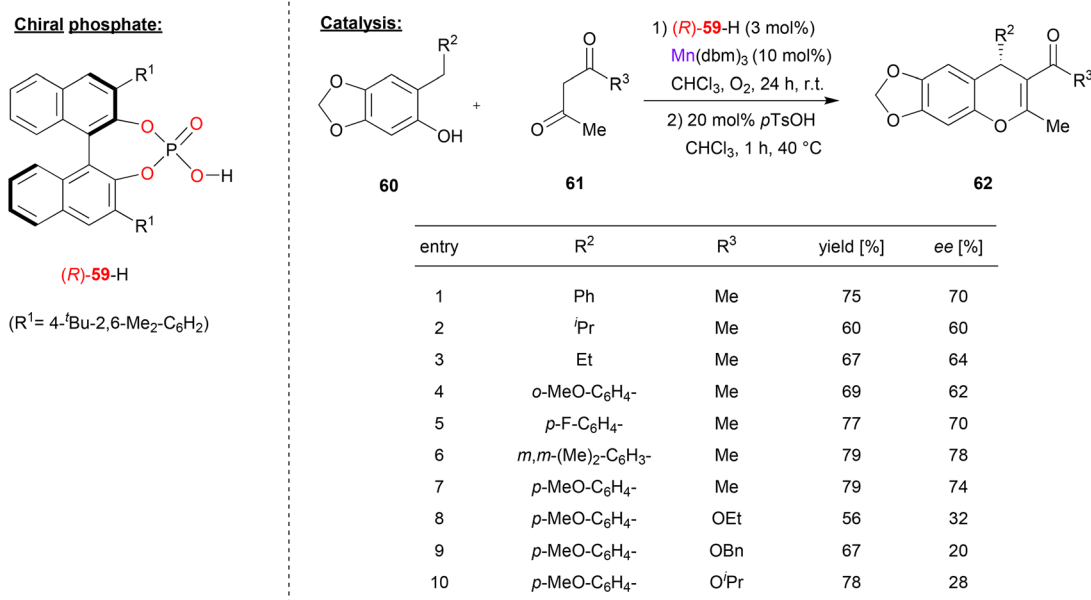 Chiral phosphate:
R1
O
O
P
O
O–H
R1
(R)-59-H
(R1= 4-tBu-2,6-Me2-C6H2)
Catalysis:
R2
O
O
OH
60
+
O
R3
O
Me
61
1) (R)-59-H (3 mol%)
Mn(dbm)3 (10 mol%)
CHCl3, O2, 24 h, r.t.
2) 20 mol% pTsOH
CHCl3, 1 h, 40 °C
R2
O
O
R3
O
O
Me
62
entry R2 R3 yield [%] ee [%]
1 Ph Me 75 70
2 iPr Me 60 60
3 Et Me 67 64
4 o-MeO-C6H4- Me 69 62
5 p-F-C6H4- Me 77 70
6 m,m-(Me)2-C6H3- Me 79 78
7 p-MeO-C6H4- Me 79 74
8 p-MeO-C6H4- OEt 56 32
9 p-MeO-C6H4- OBn 67 20
10 p-MeO-C6H4- OiPr 78 28